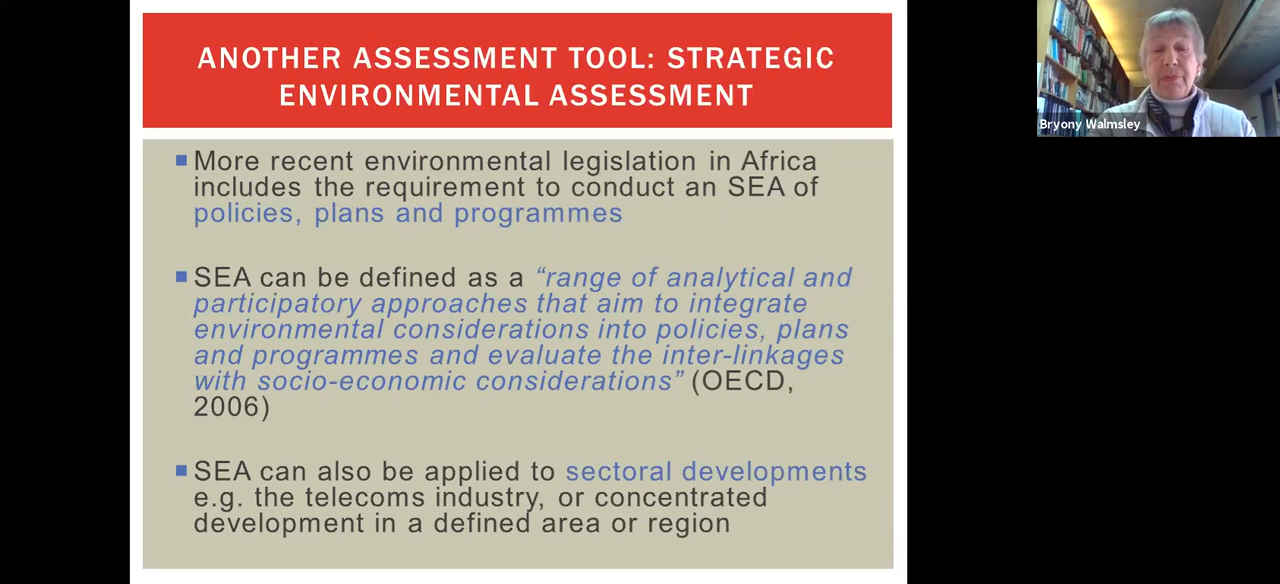 ANOTHER ASSESSMENT TOOL: STRATEGIC
ENVIRONMENTAL ASSESSMENT
More recent environmental legislation in Africa
includes the requirement to conduct an SEA of
policies, plans and programmes
SEA can be defined as a “range of analytical and
participatory approaches that aim to integrate
environmental considerations into policies, plans
and programmes and evaluate the inter-linkages
with socio-economic considerations” (OECD,
2006)
SEA can also be applied to sectoral developments
e.g. the telecoms industry, or concentrated
development in a defined area or region
Bryony Walmsley